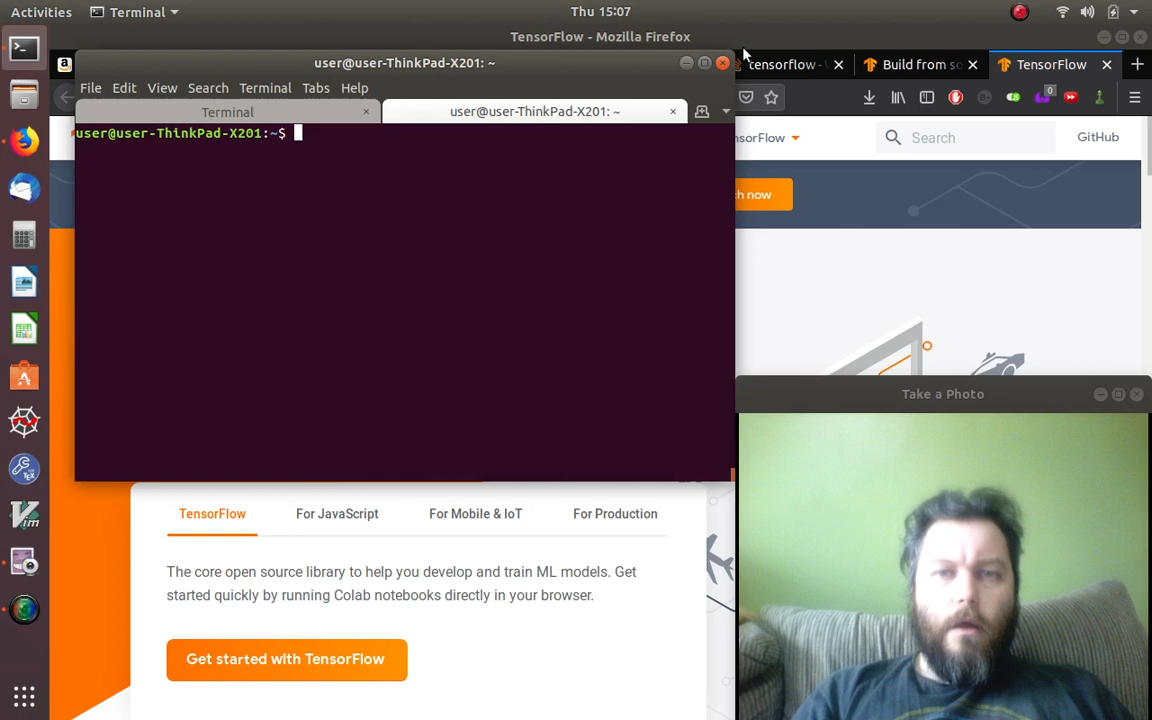 Activities Terminal Thu 15:07
TensorFlow - Mozilla Firefox
user@user-ThinkPad-X201: ~
tensorflow - Build from so TensorFlow
File Edit View Search Terminal Tabs Help
Terminal user@user-ThinkPad-X201: ~
0
user@user-ThinkPad-X201:~$
Search GitHub
now
Take a Photo
TensorFlow For JavaScript For Mobile & IoT For Production
The core open source library to help you develop and train ML models. Get
started quickly by running Colab notebooks directly in your browser.
Get started with TensorFlow